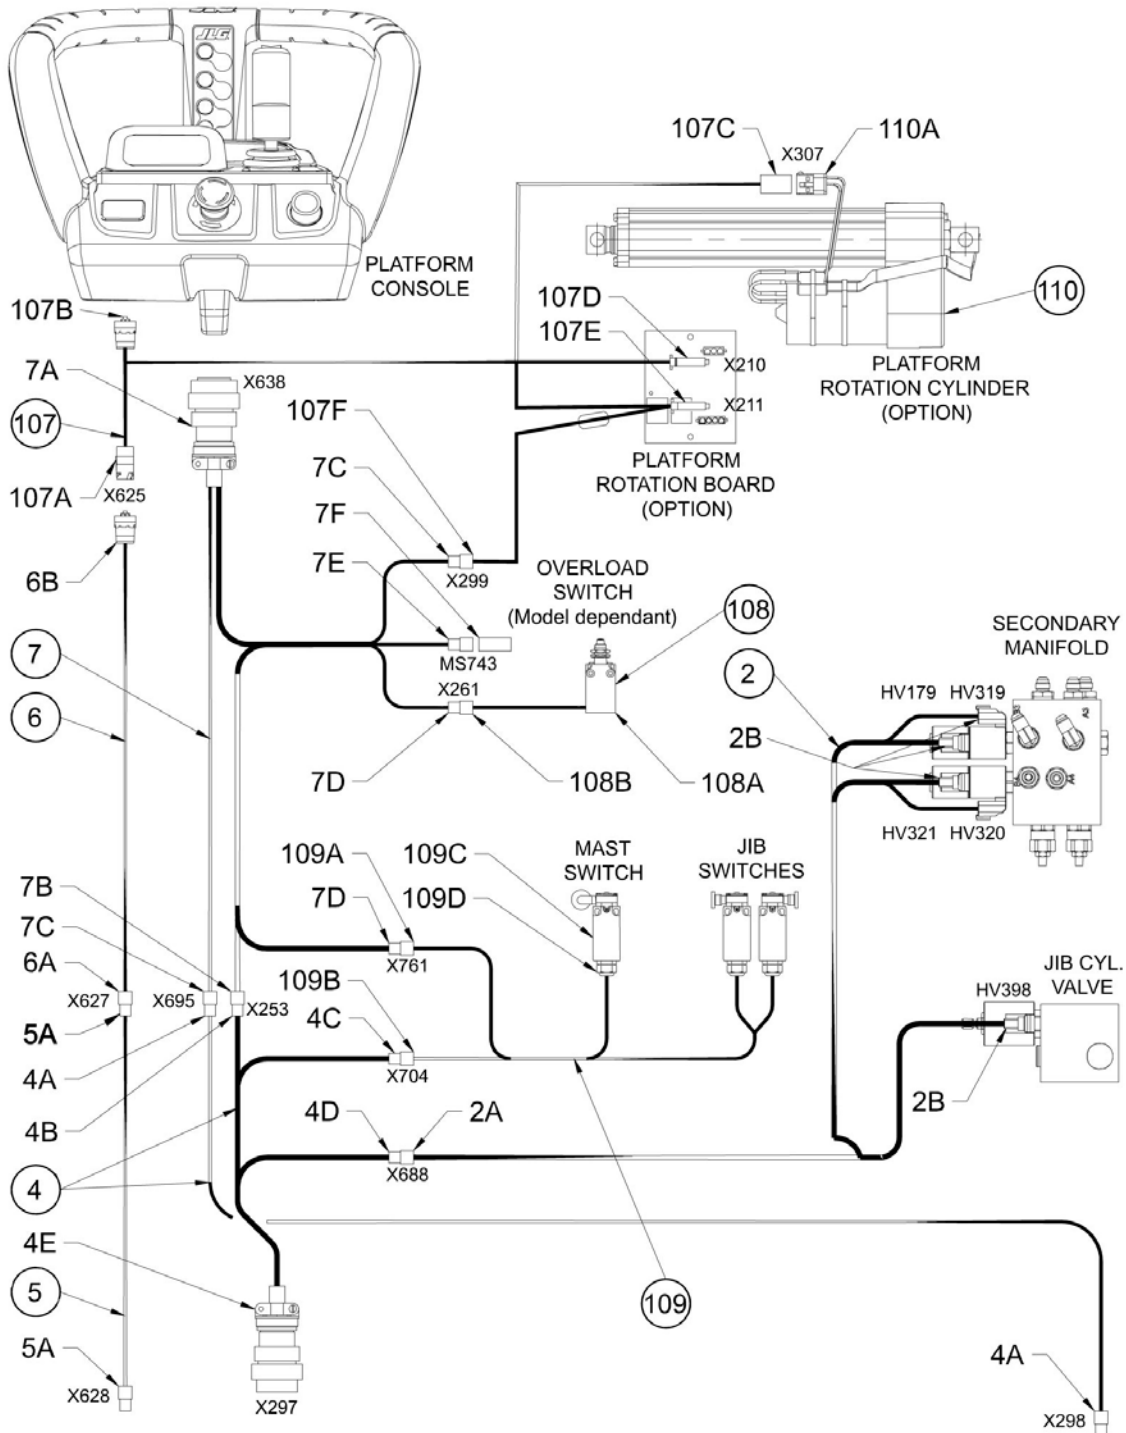 JLG
107C
X307
110A
PLATFORM
CONSOLE
107B
107D
107E
110
7A
X638
X210
PLATFORM
ROTATION CYLINDER
(OPTION)
107
107F
X211
7C
PLATFORM
ROTATION BOARD
(OPTION)
107A
X625
7F
6B
7E
X299
OVERLOAD
SWITCH
(Model dependant)
108
SECONDARY
MANIFOLD
7
MS743
X261
2
HV179
HV319
6
2B
A3
7D
108B
108A
A4
HV321
HV320
109A
109C
MAST
SWITCH
JIB
SWITCHES
7B
7D
109D
7C
X761
6A
109B
JIB CYL.
VALVE
X627
X695
X253
HV398
5A
4C
4A
X704
4B
4D
2A
2B
4
X688
4E
5
109
5A
4A
X628
X297
X298